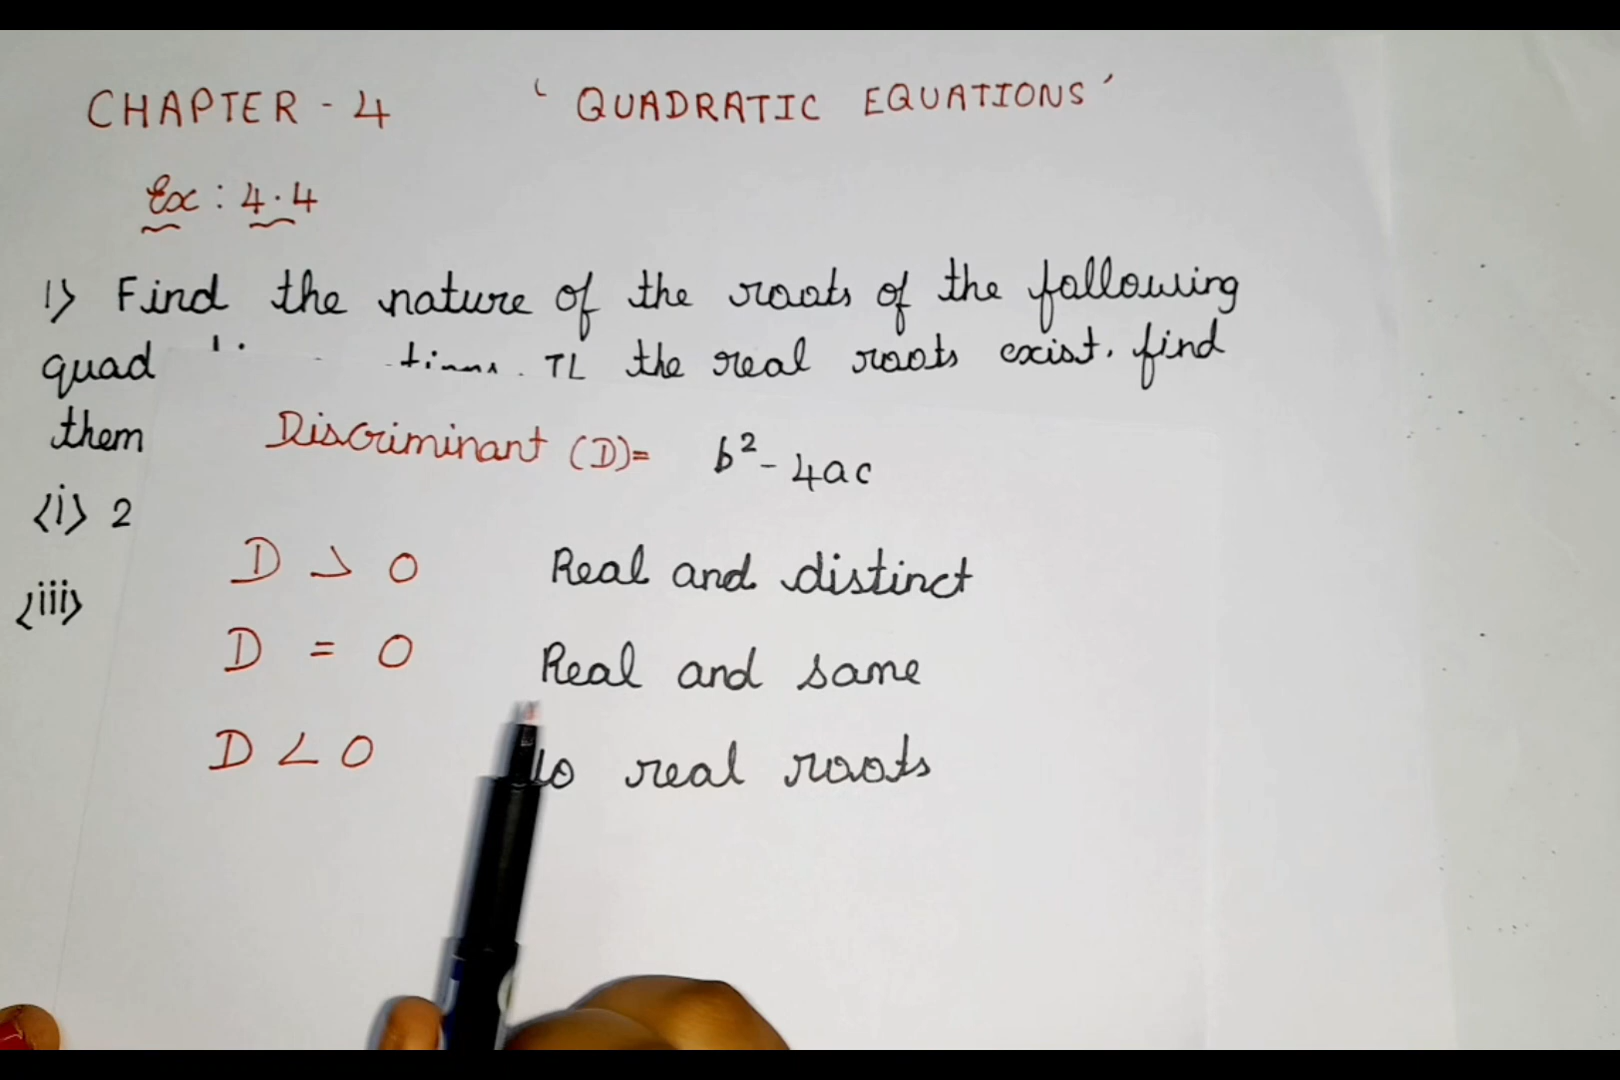 CHAPTER - 4 ‘QUADRATIC EQUATIONS’
Ex : 4.4
1) Find the nature of the roots of the following
quad the real roots exist. find
them Discriminant (D)= b² - 4ac
(i) 2
(iii)
D > 0 Real and distinct
D = 0 Real and same
D < 0 real roots